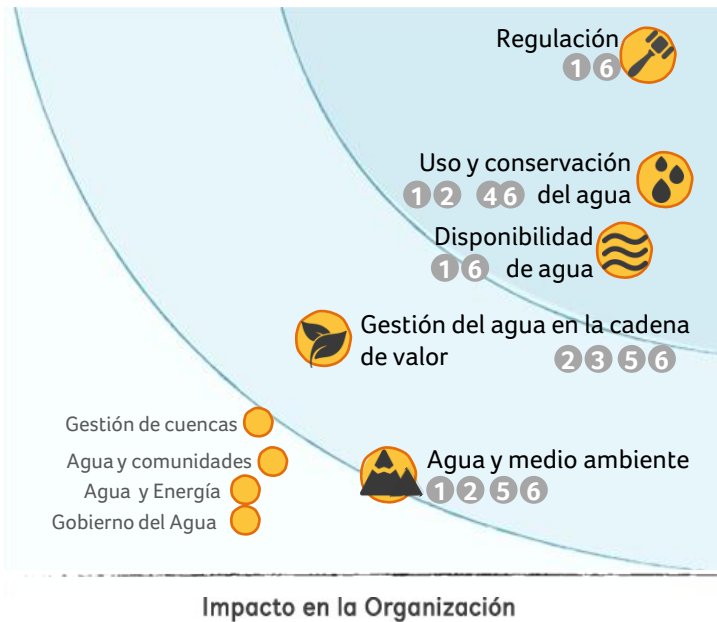 Regulación
1 6
Uso y conservación
1 2 4 6 del agua
Disponibilidad
1 6 de agua
Gestión del agua en la cadena
de valor 2 3 5 6
Gestión de cuencas
Agua y comunidades
Agua y Energía
Gobierno del Agua
Agua y medio ambiente
1 2 5 6
Impacto en la Organización